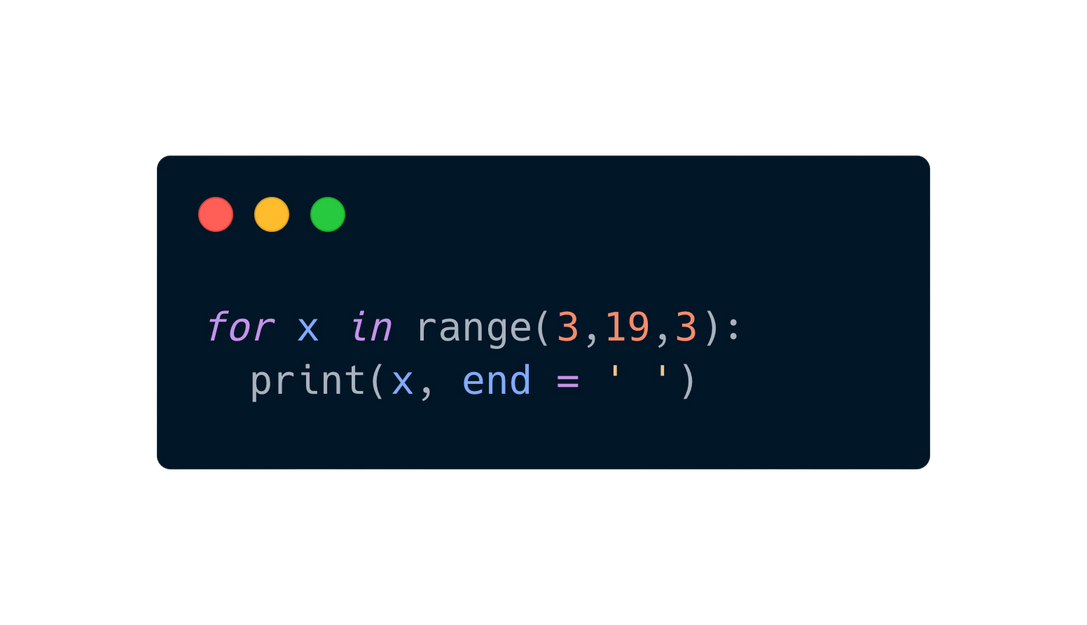 for x in range(3,19,3):
  print(x, end = ' ')